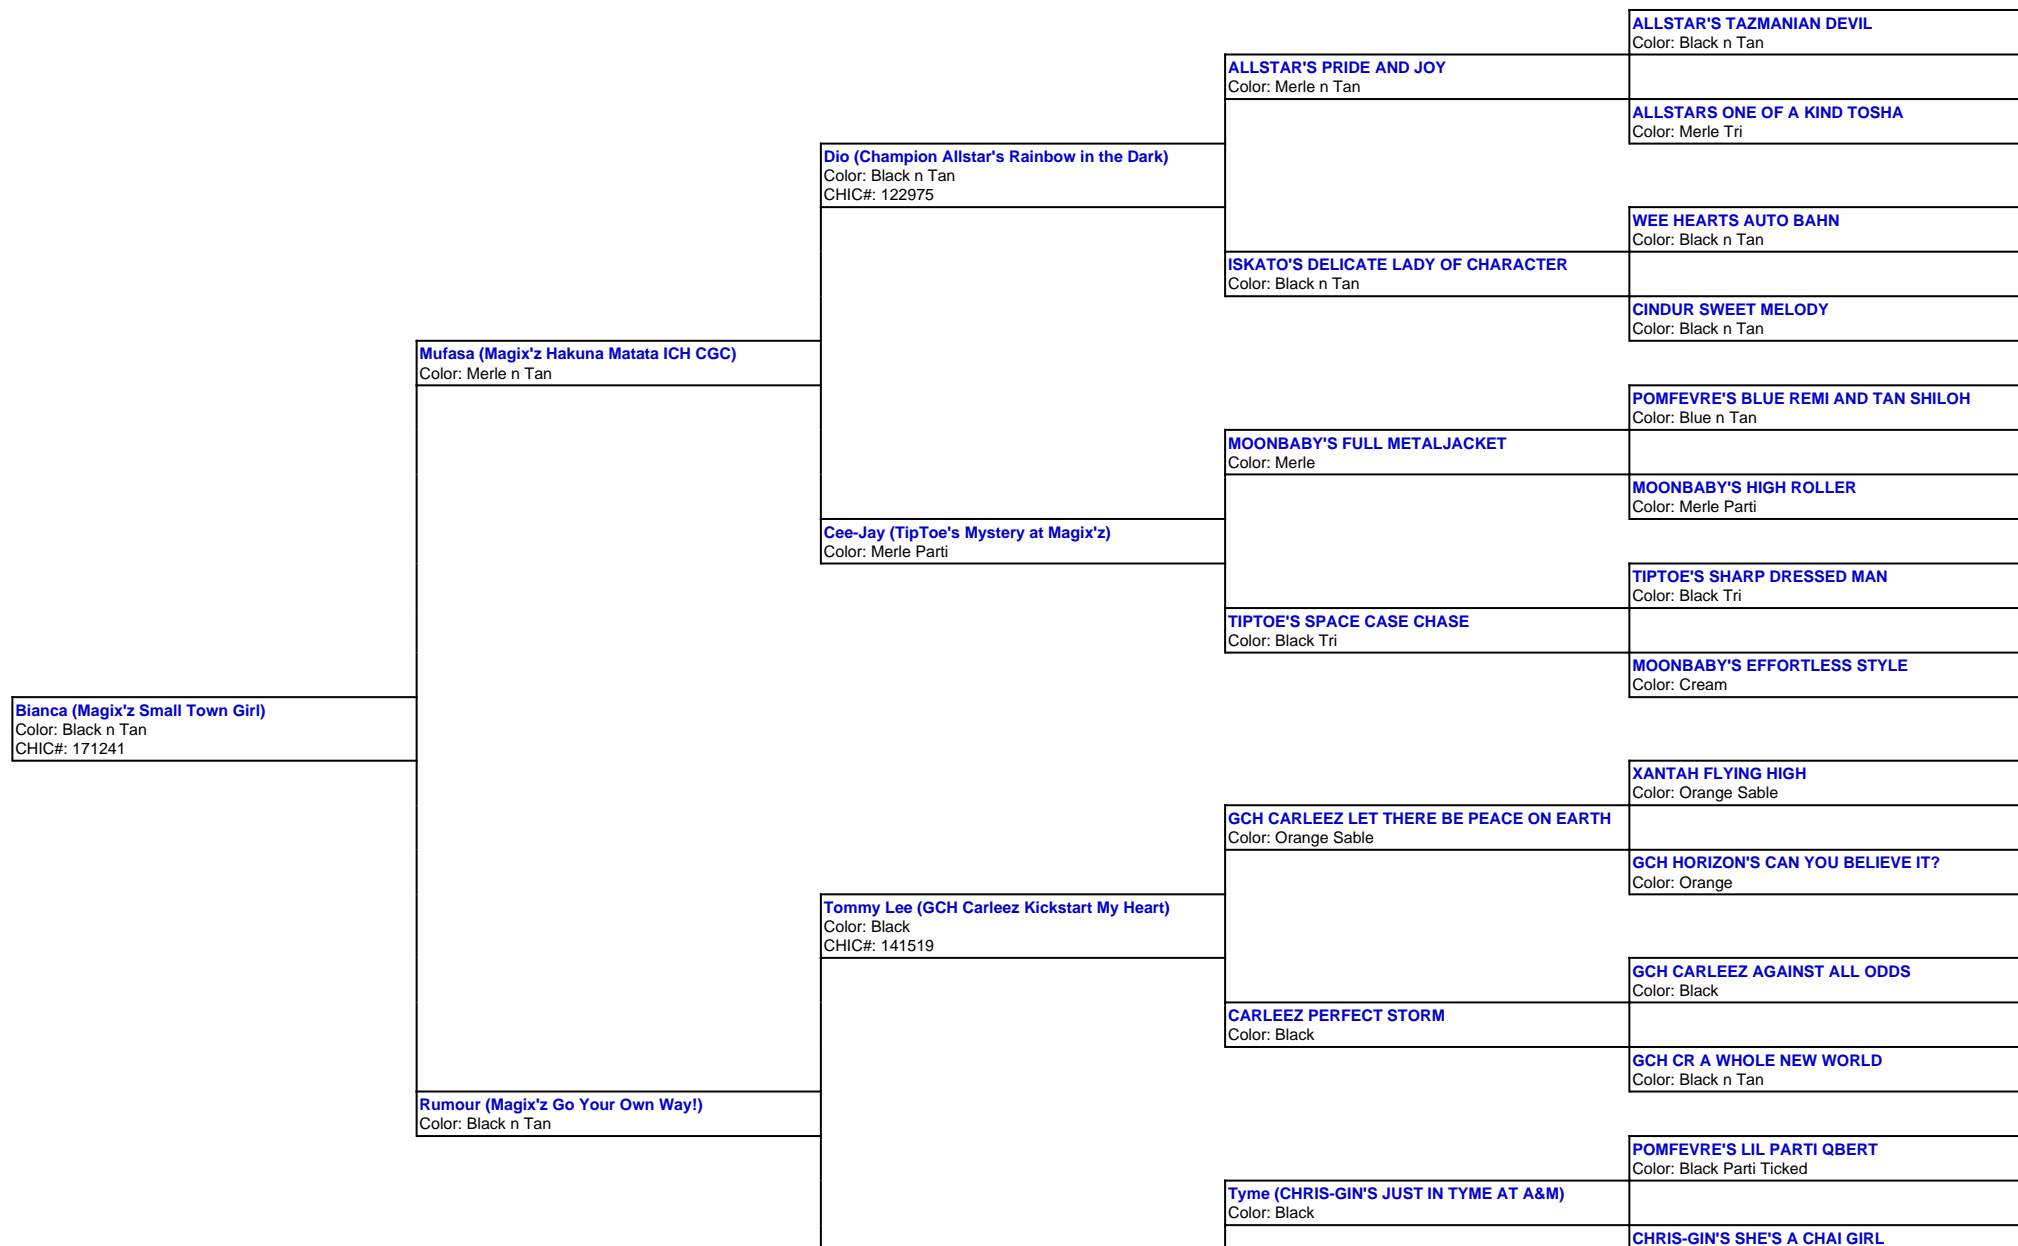 ALLSTAR'S TAZMANIAN DEVIL
Color: Black n Tan
ALLSTAR'S PRIDE AND JOY
Color: Merle n Tan
ALLSTARS ONE OF A KIND TOSHA
Color: Merle Tri
Dio (Champion Allstar's Rainbow in the Dark)
Color: Black n Tan
CHIC#: 122975
WEE HEARTS AUTO BAHN
Color: Black n Tan
ISKATO'S DELICATE LADY OF CHARACTER
Color: Black n Tan
CINDUR SWEET MELODY
Color: Black n Tan
Mufasa (Magix'z Hakuna Matata ICH CGC)
Color: Merle n Tan
POMFEVRE'S BLUE REMI AND TAN SHILOH
Color: Blue n Tan
MOONBABY'S FULL METALJACKET
Color: Merle
MOONBABY'S HIGH ROLLER
Color: Merle Parti
Cee-Jay (TipToe's Mystery at Magix'z)
Color: Merle Parti
TIPTOE'S SHARP DRESSED MAN
Color: Black Tri
TIPTOE'S SPACE CASE CHASE
Color: Black Tri
MOONBABY'S EFFORTLESS STYLE
Color: Cream
Bianca (Magix'z Small Town Girl)
Color: Black n Tan
CHIC#: 171241
XANTAH FLYING HIGH
Color: Orange Sable
GCH CARLEEZ LET THERE BE PEACE ON EARTH
Color: Orange Sable
GCH HORIZON'S CAN YOU BELIEVE IT?
Color: Orange
Tommy Lee (GCH Carleez Kickstart My Heart)
Color: Black
CHIC#: 141519
GCH CARLEEZ AGAINST ALL ODDS
Color: Black
CARLEEZ PERFECT STORM
Color: Black
GCH CR A WHOLE NEW WORLD
Color: Black n Tan
Rumour (Magix'z Go Your Own Way!)
Color: Black n Tan
POMFEVRE'S LIL PARTI QBERT
Color: Black Parti Ticked
Tyme (CHRIS-GIN'S JUST IN TYME AT A&M)
Color: Black
CHRIS-GIN'S SHE'S A CHAI GIRL